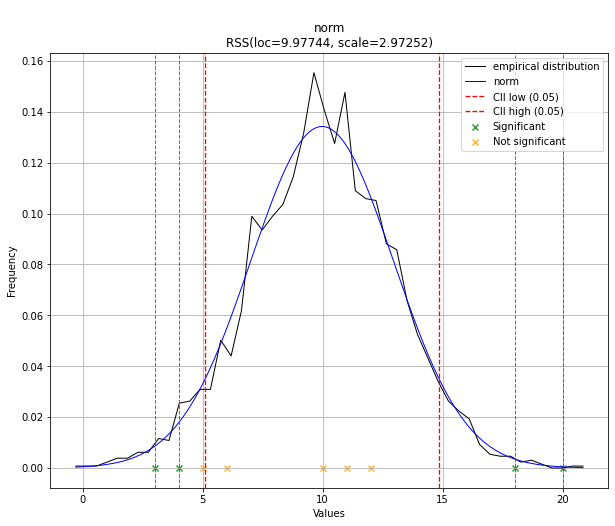 norm
RSS(loc=9.97744, scale=2.97252)
0.16
0.14
0.12
0.10
0.08
0.06
0.04
0.02
0.00
Frequency
empirical distribution
norm
CII low (0.05)
CII high (0.05)
Significant
Not significant
0
5
10
15
20
Values